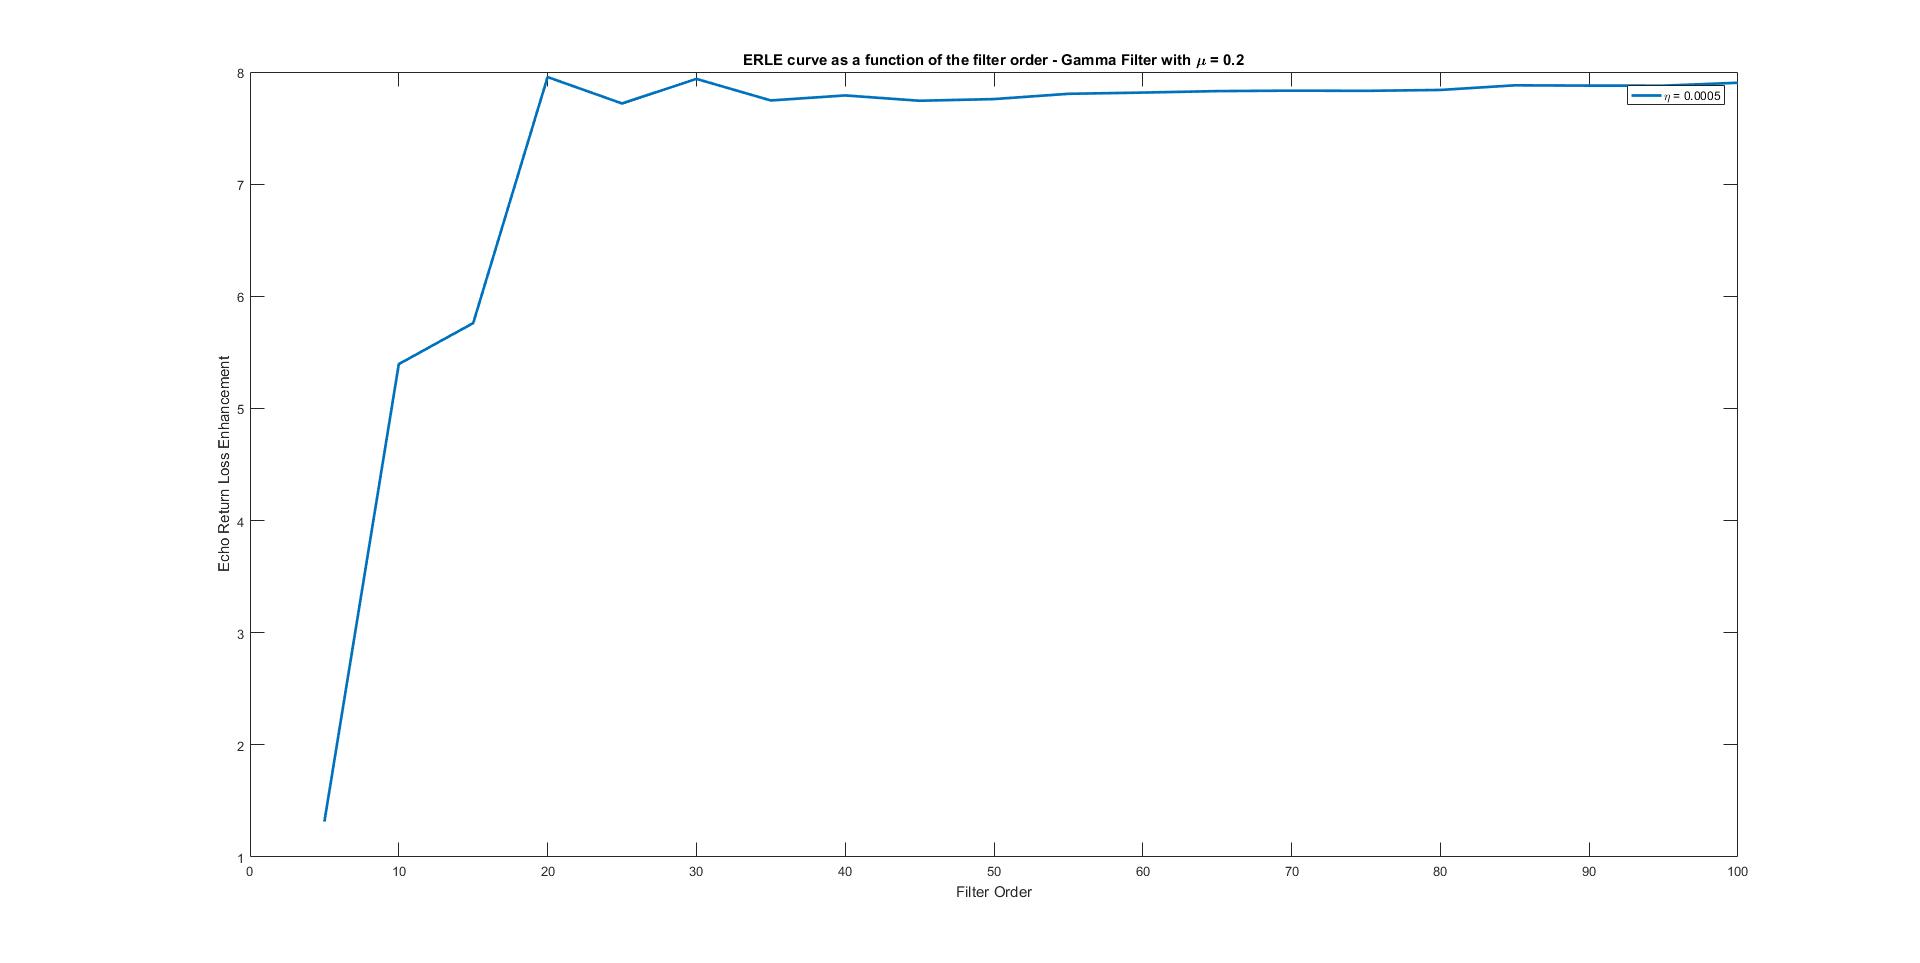 ERLE curve as a function of the filter order - Gamma Filter with μ = 0.2
8
7
6
5
4
3
2
1
Echo Return Loss Enhancement
η = 0.0005
0 10 20 30 40 50 60 70 80 90 100
Filter Order